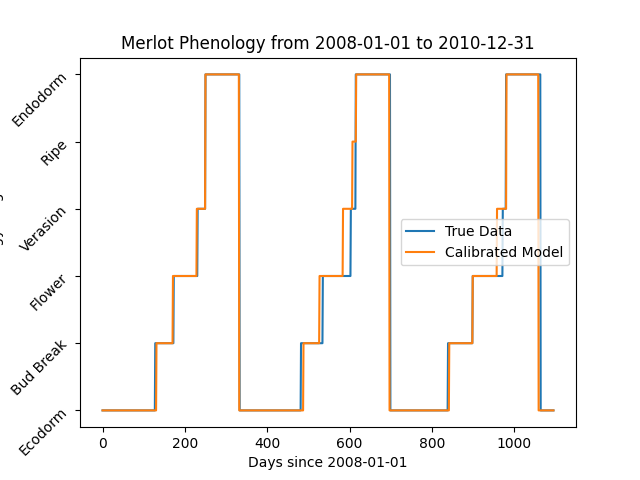 Merlot Phenology from 2008-01-01 to 2010-12-31
Endodorm
Ripe
Verasion
Flower
Bud Break
Ecodorm
True Data
Calibrated Model
0 200 400 600 800 1000
Days since 2008-01-01